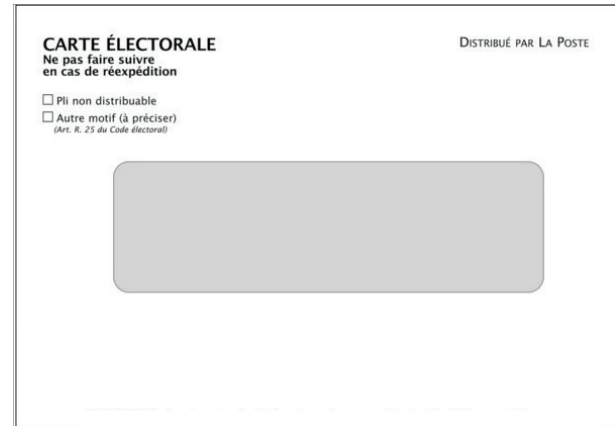 CARTE ÉLECTORALE
Ne pas faire suivre
en cas de réexpédition
Pli non distribuable
Autre motif (à préciser)
(Art. R. 25 du Code électoral)
DISTRIBUÉ PAR LA POSTE